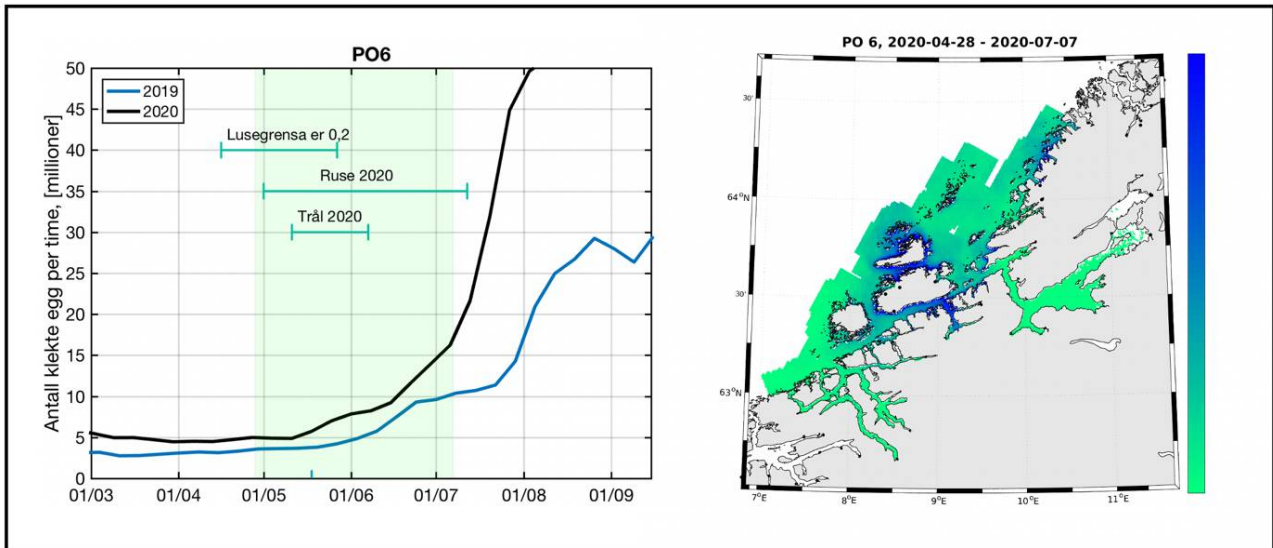 PO6
Antall klekte egg per time, [millioner]
50
45
40
35
30
25
20
15
10
5
0
2019
2020
Lusegrensa er 0,2
Ruse 2020
Trål 2020
01/03 01/04 01/05 01/06 01/07 01/08 01/09
PO 6, 2020-04-28 - 2020-07-07
30'
64°N
30'
63°N
7°E 8°E 9°E 10°E 11°E